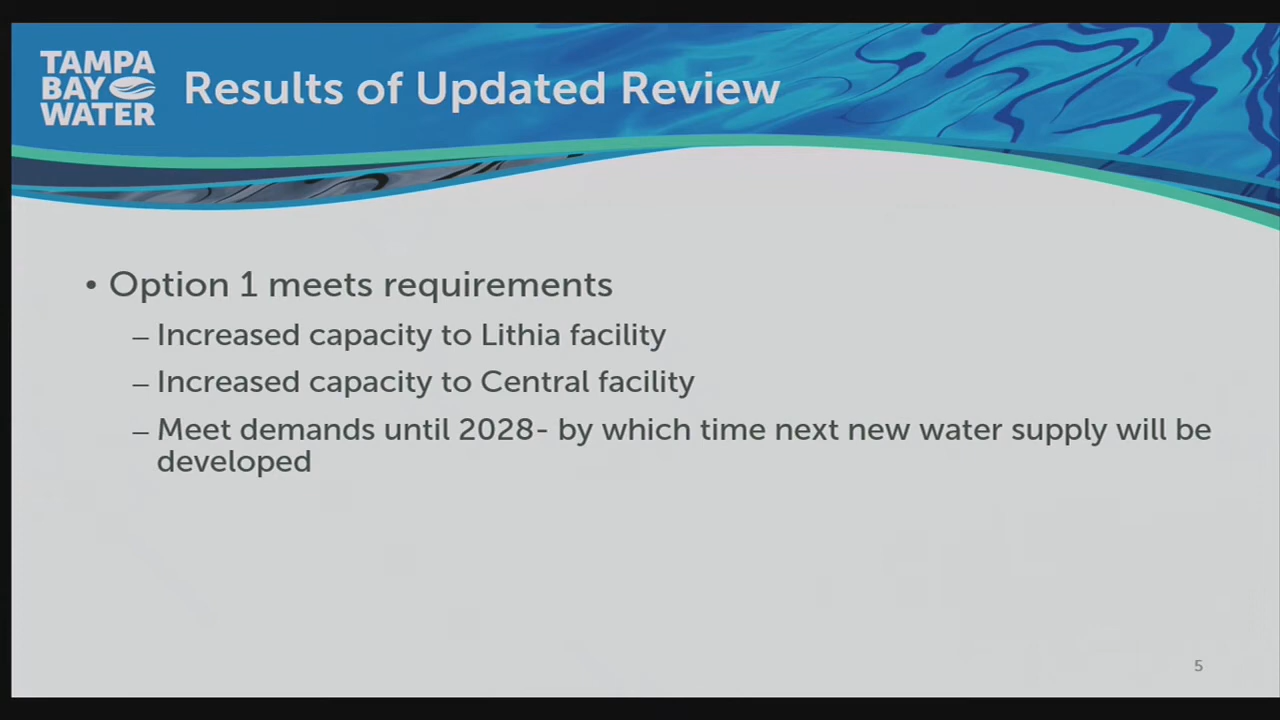 TAMPA
BAY
WATER
Results of Updated Review
• Option 1 meets requirements
– Increased capacity to Lithia facility
– Increased capacity to Central facility
– Meet demands until 2028- by which time next new water supply will be
developed
5